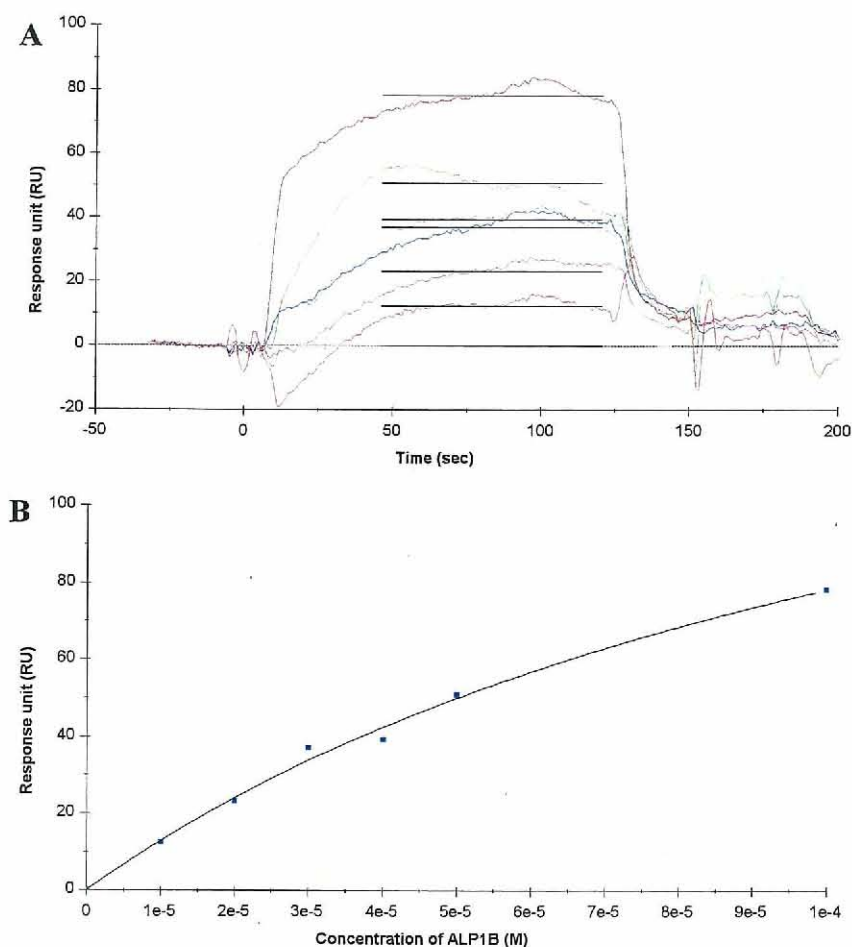 A
100
80
60
40
20
0
-20
Response unit (RU)
-50 0 50 100 150 200
Time (sec)
B
100
80
60
40
20
0
Response unit (RU)
0 1e-5 2e-5 3e-5 4e-5 5e-5 6e-5 7e-5 8e-5 9e-5 1e-4
Concentration of ALP1B (M)